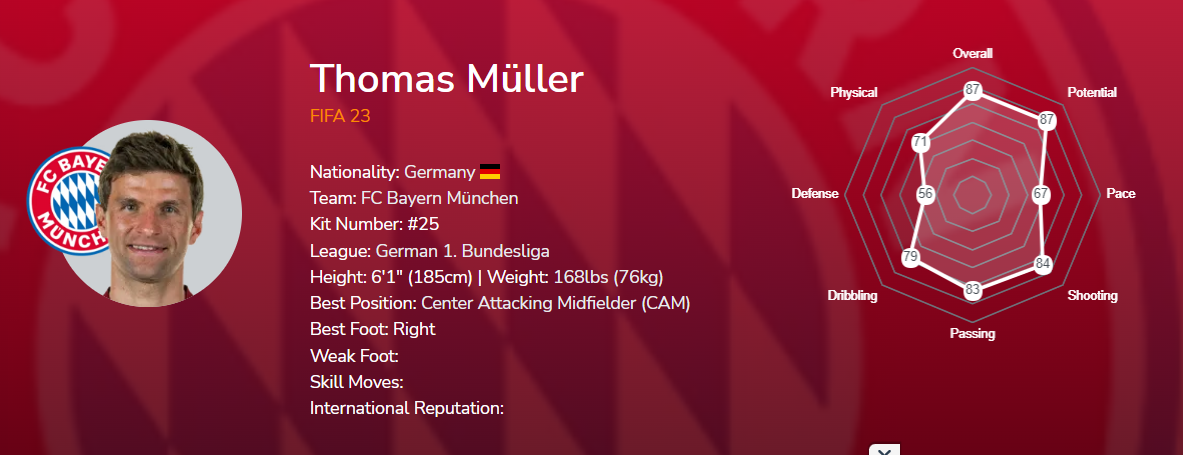 Thomas Müller
FIFA 23
FC BAYE
MÜNCH
Nationality: Germany
Team: FC Bayern München
Kit Number: #25
League: German 1. Bundesliga
Height: 6'1" (185cm) | Weight: 168lbs (76kg)
Best Position: Center Attacking Midfielder (CAM)
Best Foot: Right
Weak Foot:
Skill Moves:
International Reputation:
Overall
87
Potential
87
Pace
67
Shooting
84
Passing
83
Dribbling
79
Defense
56
Physical
71